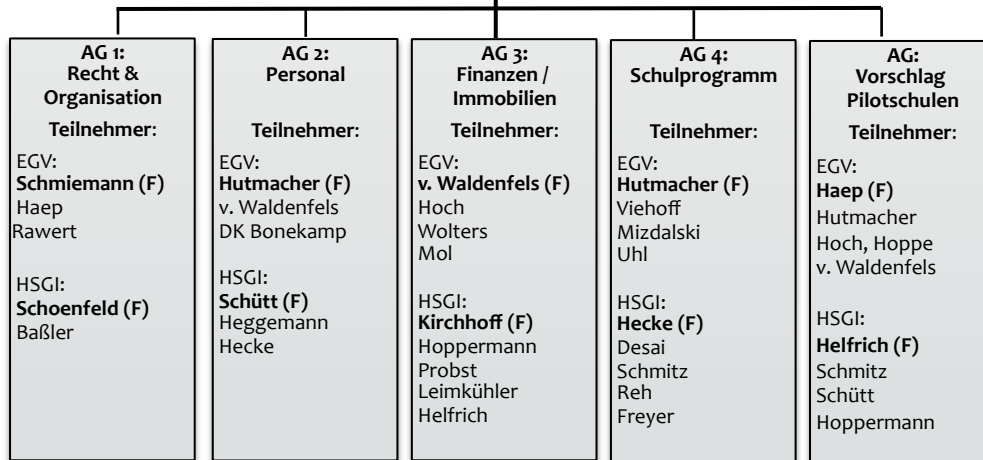 AG 1:
Recht &
Organisation
Teilnehmer:
EGV:
Schmiemann (F)
Haep
Rawert
HSGI:
Schoenfeld (F)
Baßler
AG 2:
Personal
Teilnehmer:
EGV:
Hutmacher (F)
v. Waldenfels
DK Bonekamp
HSGI:
Schütt (F)
Heggemann
Hecke
AG 3:
Finanzen /
Immobilien
Teilnehmer:
EGV:
v. Waldenfels (F)
Hoch
Wolters
Mol
HSGI:
Kirchhoff (F)
Hoppermann
Probst
Leimkühler
Helfrich
AG 4:
Schulprogramm
Teilnehmer:
EGV:
Hutmacher (F)
Viehoff
Mizdalski
Uhl
HSGI:
Hecke (F)
Desai
Schmitz
Reh
Freyer
AG:
Vorschlag
Pilotschulen
Teilnehmer:
EGV:
Haep (F)
Hutmacher
Hoch, Hoppe
v. Waldenfels
HSGI:
Helfrich (F)
Schmitz
Schütt
Hoppermann